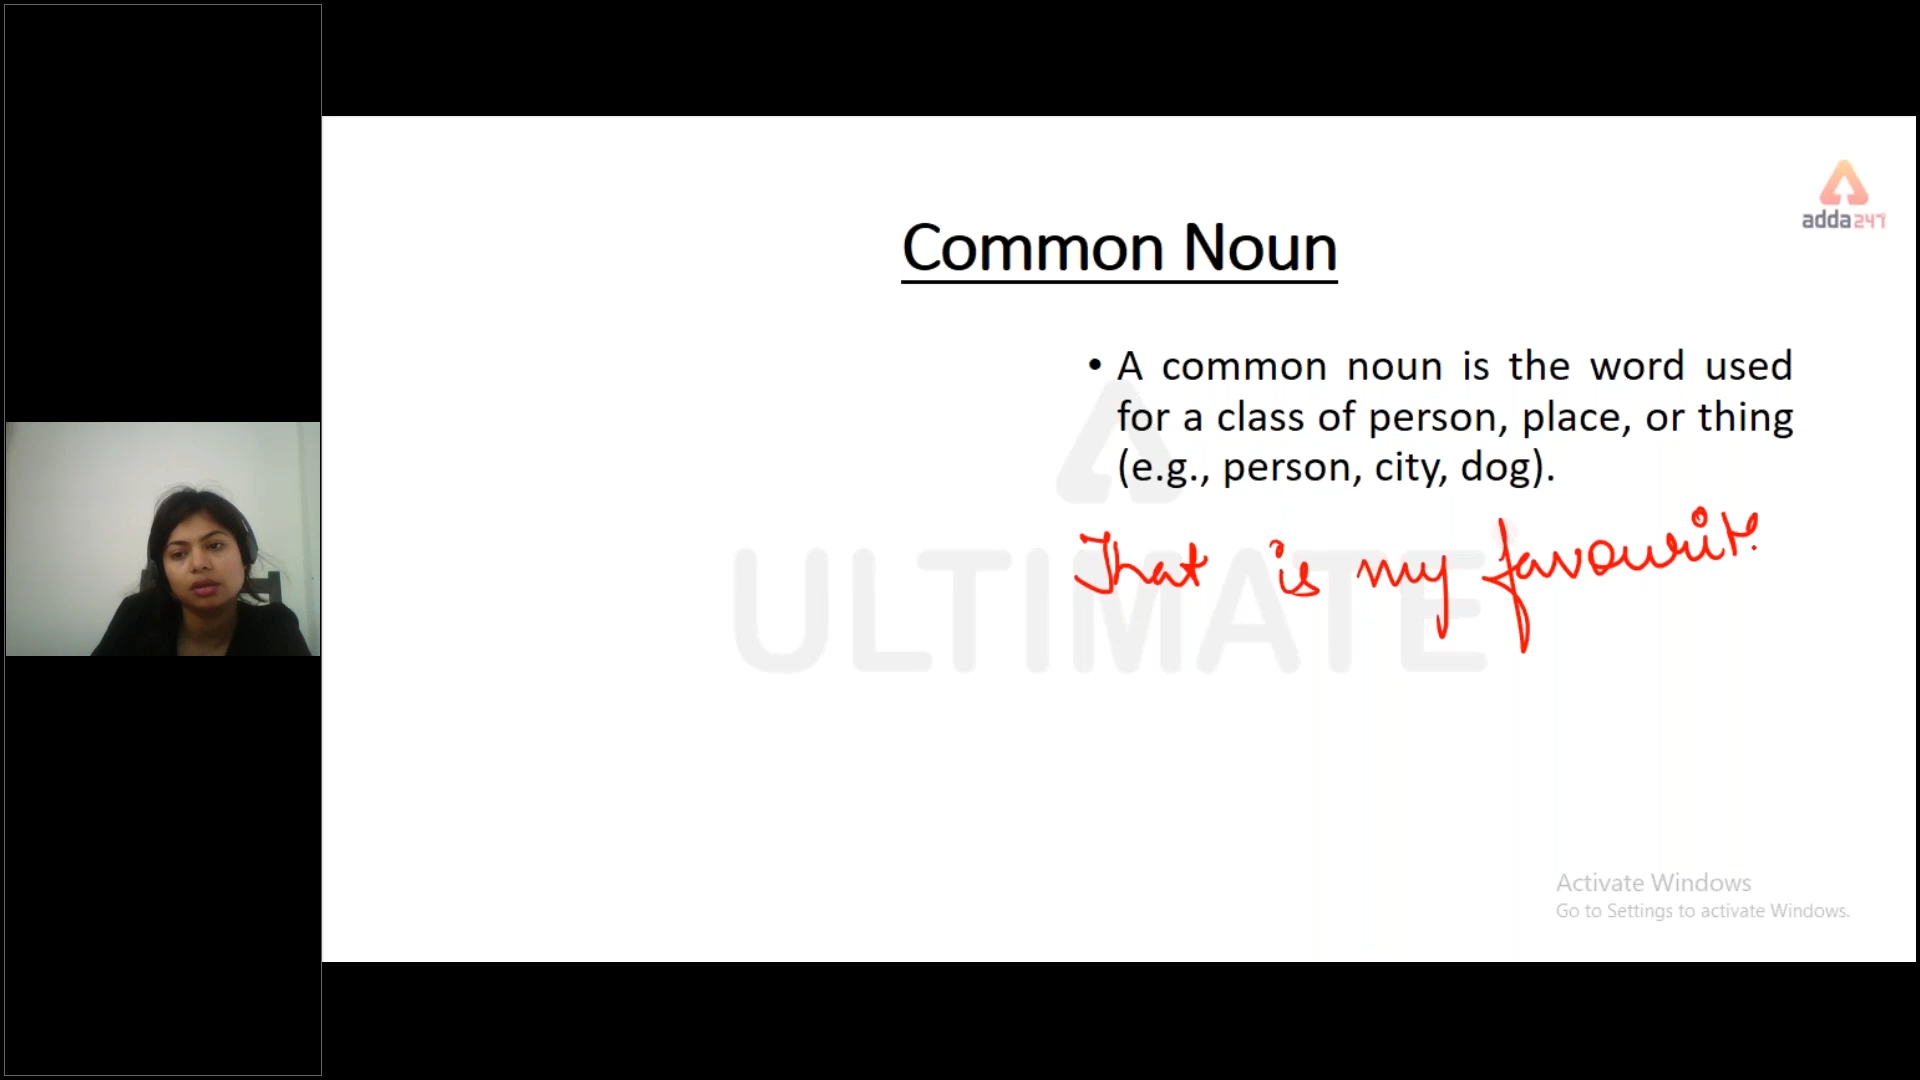 adda247
Common Noun
• A common noun is the word used
for a class of person, place, or thing
(e.g., person, city, dog).
That is my favourite
ULTIMATE
Activate Windows
Go to Settings to activate Windows.